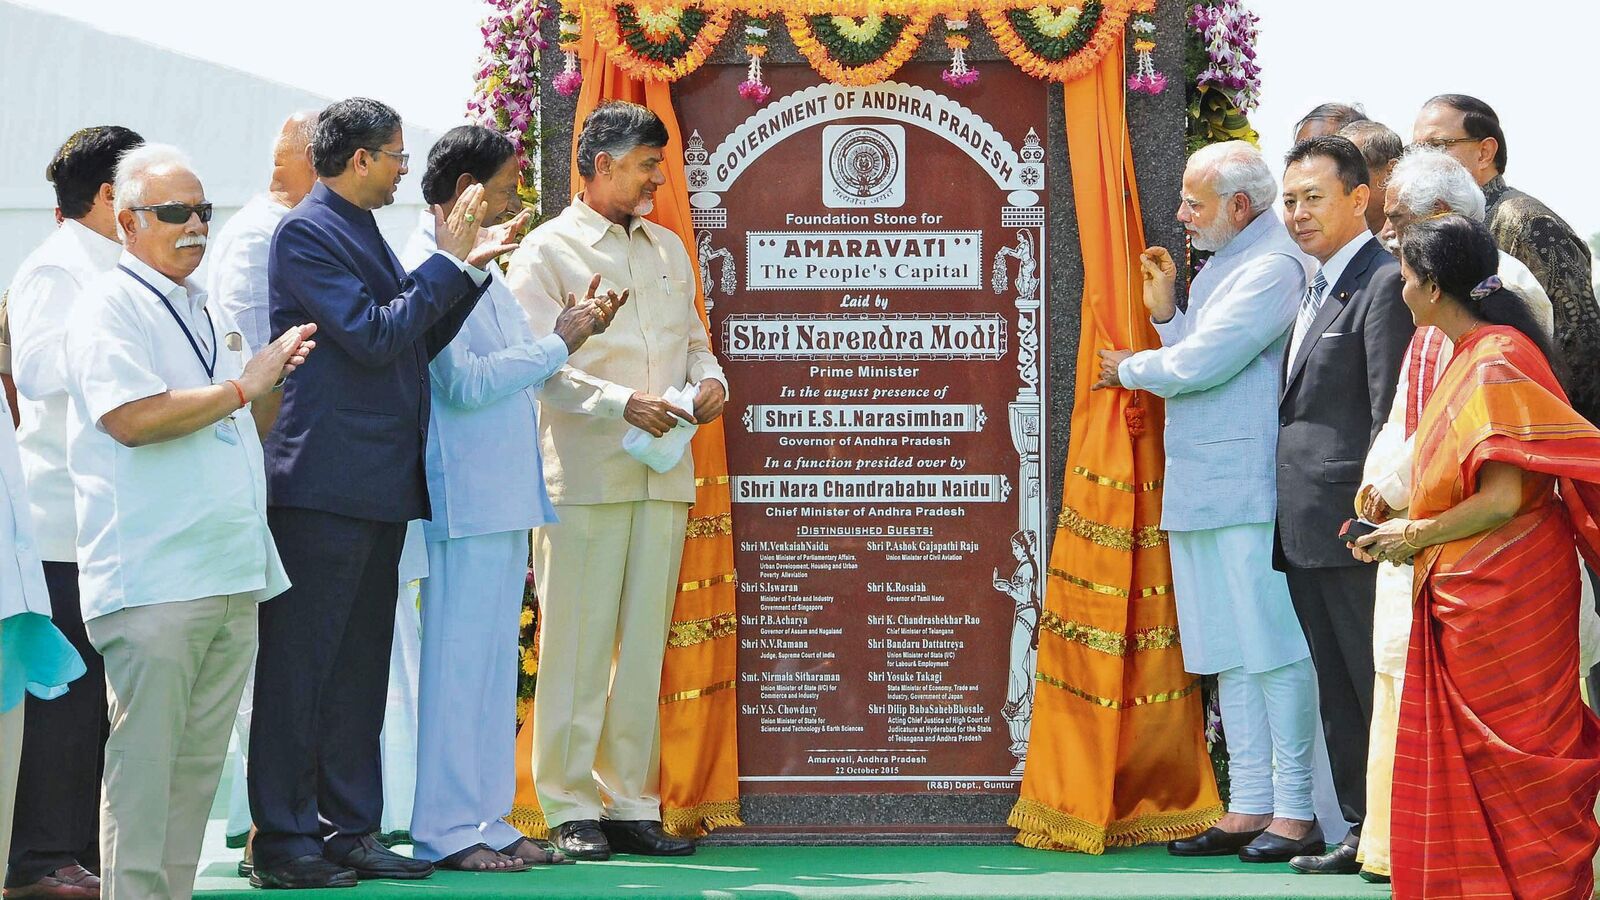 GOVERNMENT OF ANDHRA PRADESH
Foundation Stone for
“ AMARAVATI ”
The People's Capital
Laid by
Shri Narendra Modi
Prime Minister
In the august presence of
Shri E.S.L.Narasimhan
Governor of Andhra Pradesh
In a function presided over by
Shri Nara Chandrababu Naidu
Chief Minister of Andhra Pradesh
:DISTINGUISHED GUESTS:
Shri M.VenkaiahNaidu
Union Minister of Parliamentary Affairs,
Urban Development, Housing and Urban
Poverty Alleviation
Shri P.Ashok Gajapathi Raju
Union Minister of Civil Aviation
Shri S.Iswaran
Minister of Trade and Industry
Government of Singapore
Shri K.Rosaiah
Governor of Tamil Nadu
Shri P.B.Acharya
Governor of Assam and Nagaland
Shri K. Chandrashekhar Rao
Chief Minister of Telangana
Shri N.V.Ramana
Judge, Supreme Court of India
Shri Bandaru Dattatreya
Union Minister of State (I/C)
for Labour& Employment
Smt. Nirmala Sitharaman
Union Minister of State (I/C) for
Commerce and Industry
Shri Yosuke Takagi
State Minister of Economy, Trade and
Industry, Government of Japan
Shri Y.S. Chowdary
Union Minister of State for
Science and Technology & Earth Sciences
Shri Dilip BabaSahebBhosale
Acting Chief Justice of High Court of
Judicature at Hyderabad for the State
of Telangana and Andhra Pradesh
Amaravati, Andhra Pradesh
22 October 2015
(R&B) Dept., Guntur